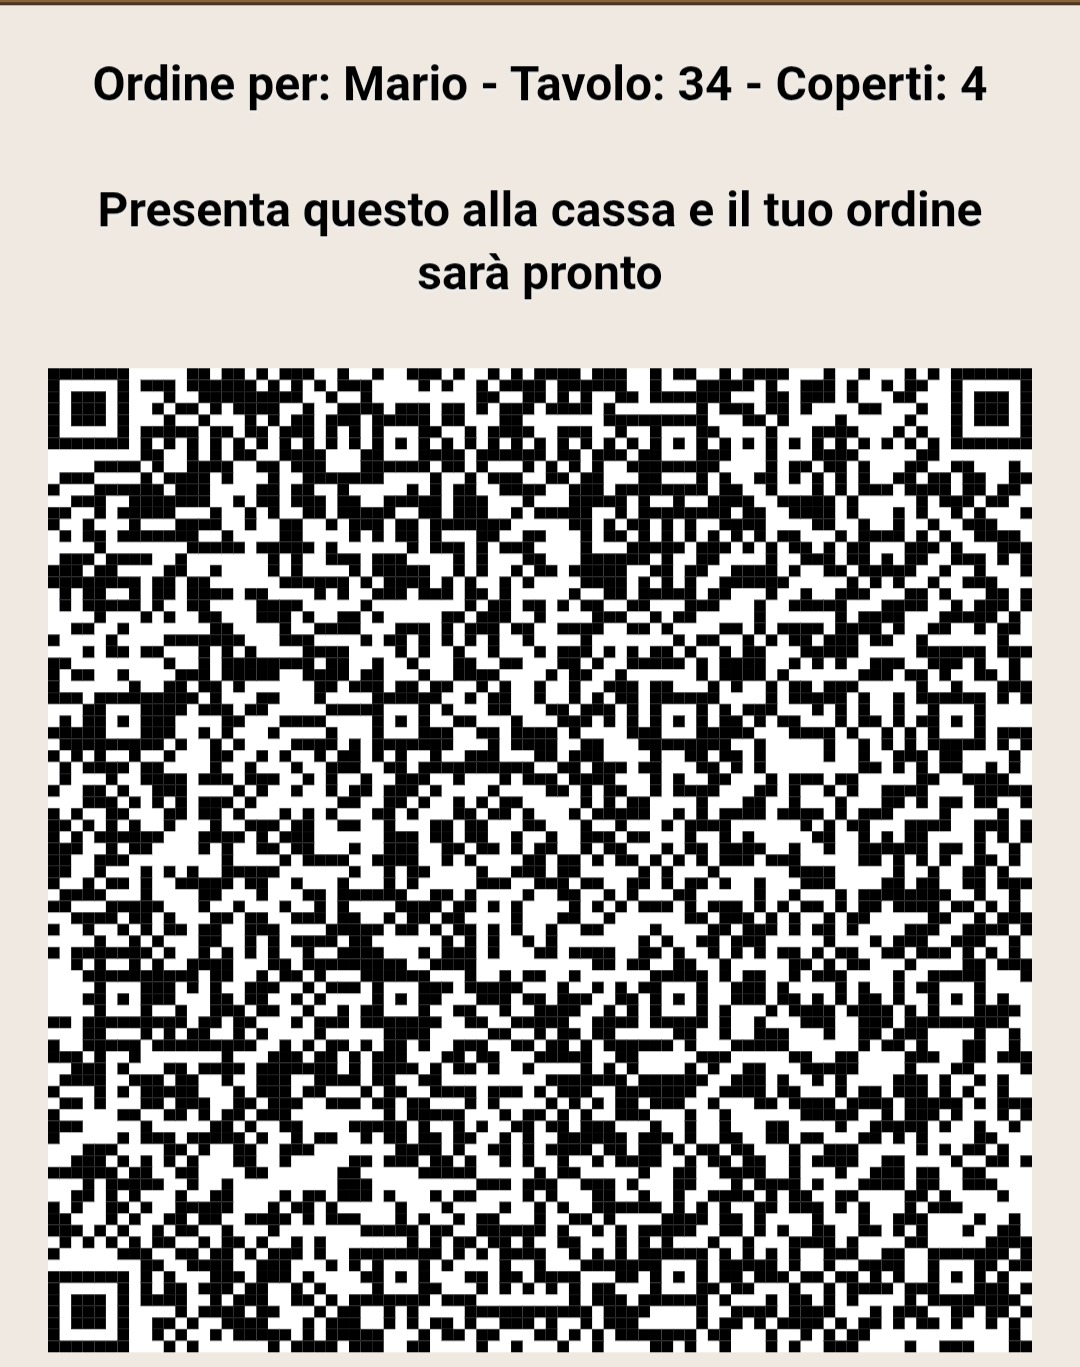 Ordine per: Mario - Tavolo: 34 - Coperti: 4
Presenta questo alla cassa e il tuo ordine
sarà pronto